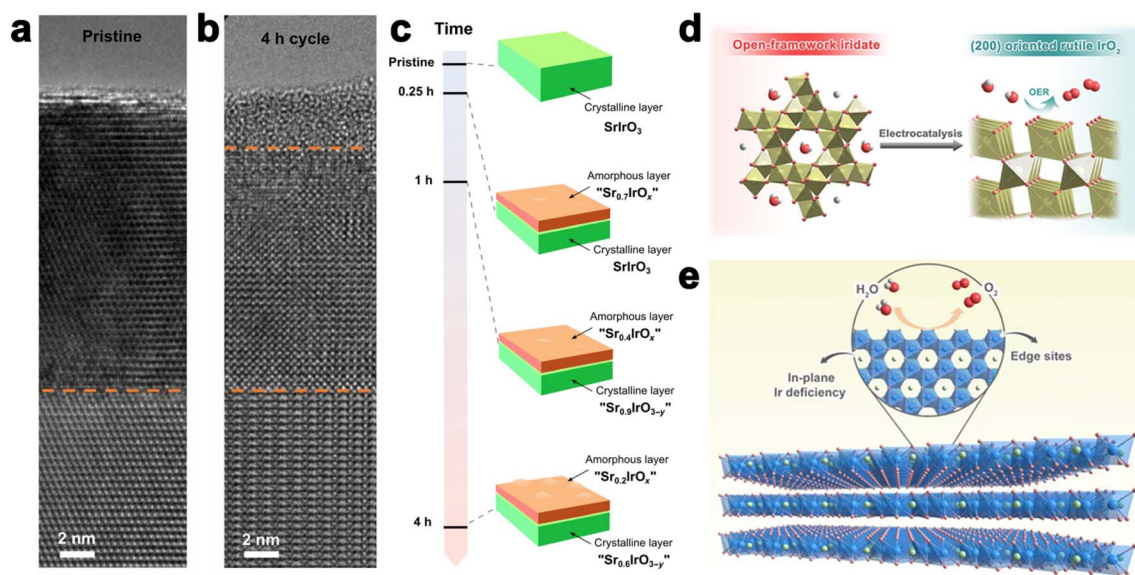 a
Pristine
2 nm
b
4 h cycle
2 nm
c
Time
Pristine
0.25 h
1 h
4 h
Crystalline layer
SrIrO₃
Amorphous layer
"Sr₀.₇IrOₓ"
Crystalline layer
SrIrO₃
Amorphous layer
"Sr₀.₄IrOₓ"
Crystalline layer
"Sr₀.₉IrO₃₋y"
Amorphous layer
"Sr₀.₂IrOₓ"
Crystalline layer
"Sr₀.₆IrO₃₋y"
d
Open-framework iridate
(200) oriented rutile IrO₂
OER
Electrocatalysis
e
H₂O
O₂
Edge sites
In-plane
Ir deficiency